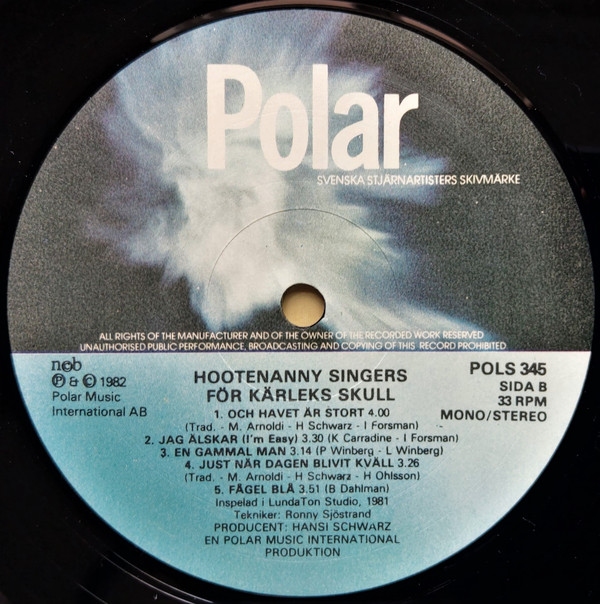 Polar
SVENSKA STJÄRNARTISTERS SKIVMÄRKE
ALL RIGHTS OF THE MANUFACTURER AND OF THE OWNER OF THE RECORDED WORK RESERVED
UNAUTHORISED PUBLIC PERFORMANCE, BROADCASTING AND COPYING OF THIS RECORD PROHIBITED
ncb
Ⓟ & © 1982
Polar Music
International AB
POLS 345
SIDA B
33 RPM
MONO/STEREO
HOOTENANNY SINGERS
FÖR KÄRLEKS SKULL
1. OCH HAVET ÄR STORT 4.00
(Trad. - M. Arnoldi - H Schwarz - I Forsman)
2. JAG ÄLSKAR (I'm Easy) 3.30 (K Carradine - I Forsman)
3. EN GAMMAL MAN 3.14 (P Winberg - L Winberg)
4. JUST NÄR DAGEN BLIVIT KVÄLL 3.26
(Trad. - M. Arnoldi - H Schwarz - H Ohlsson)
5. FÅGEL BLÅ 3.51 (B Dahlman)
Inspelad i LundaTon Studio, 1981
Tekniker: Ronny Sjöstrand
PRODUCENT: HANSI SCHWARZ
EN POLAR MUSIC INTERNATIONAL
PRODUKTION